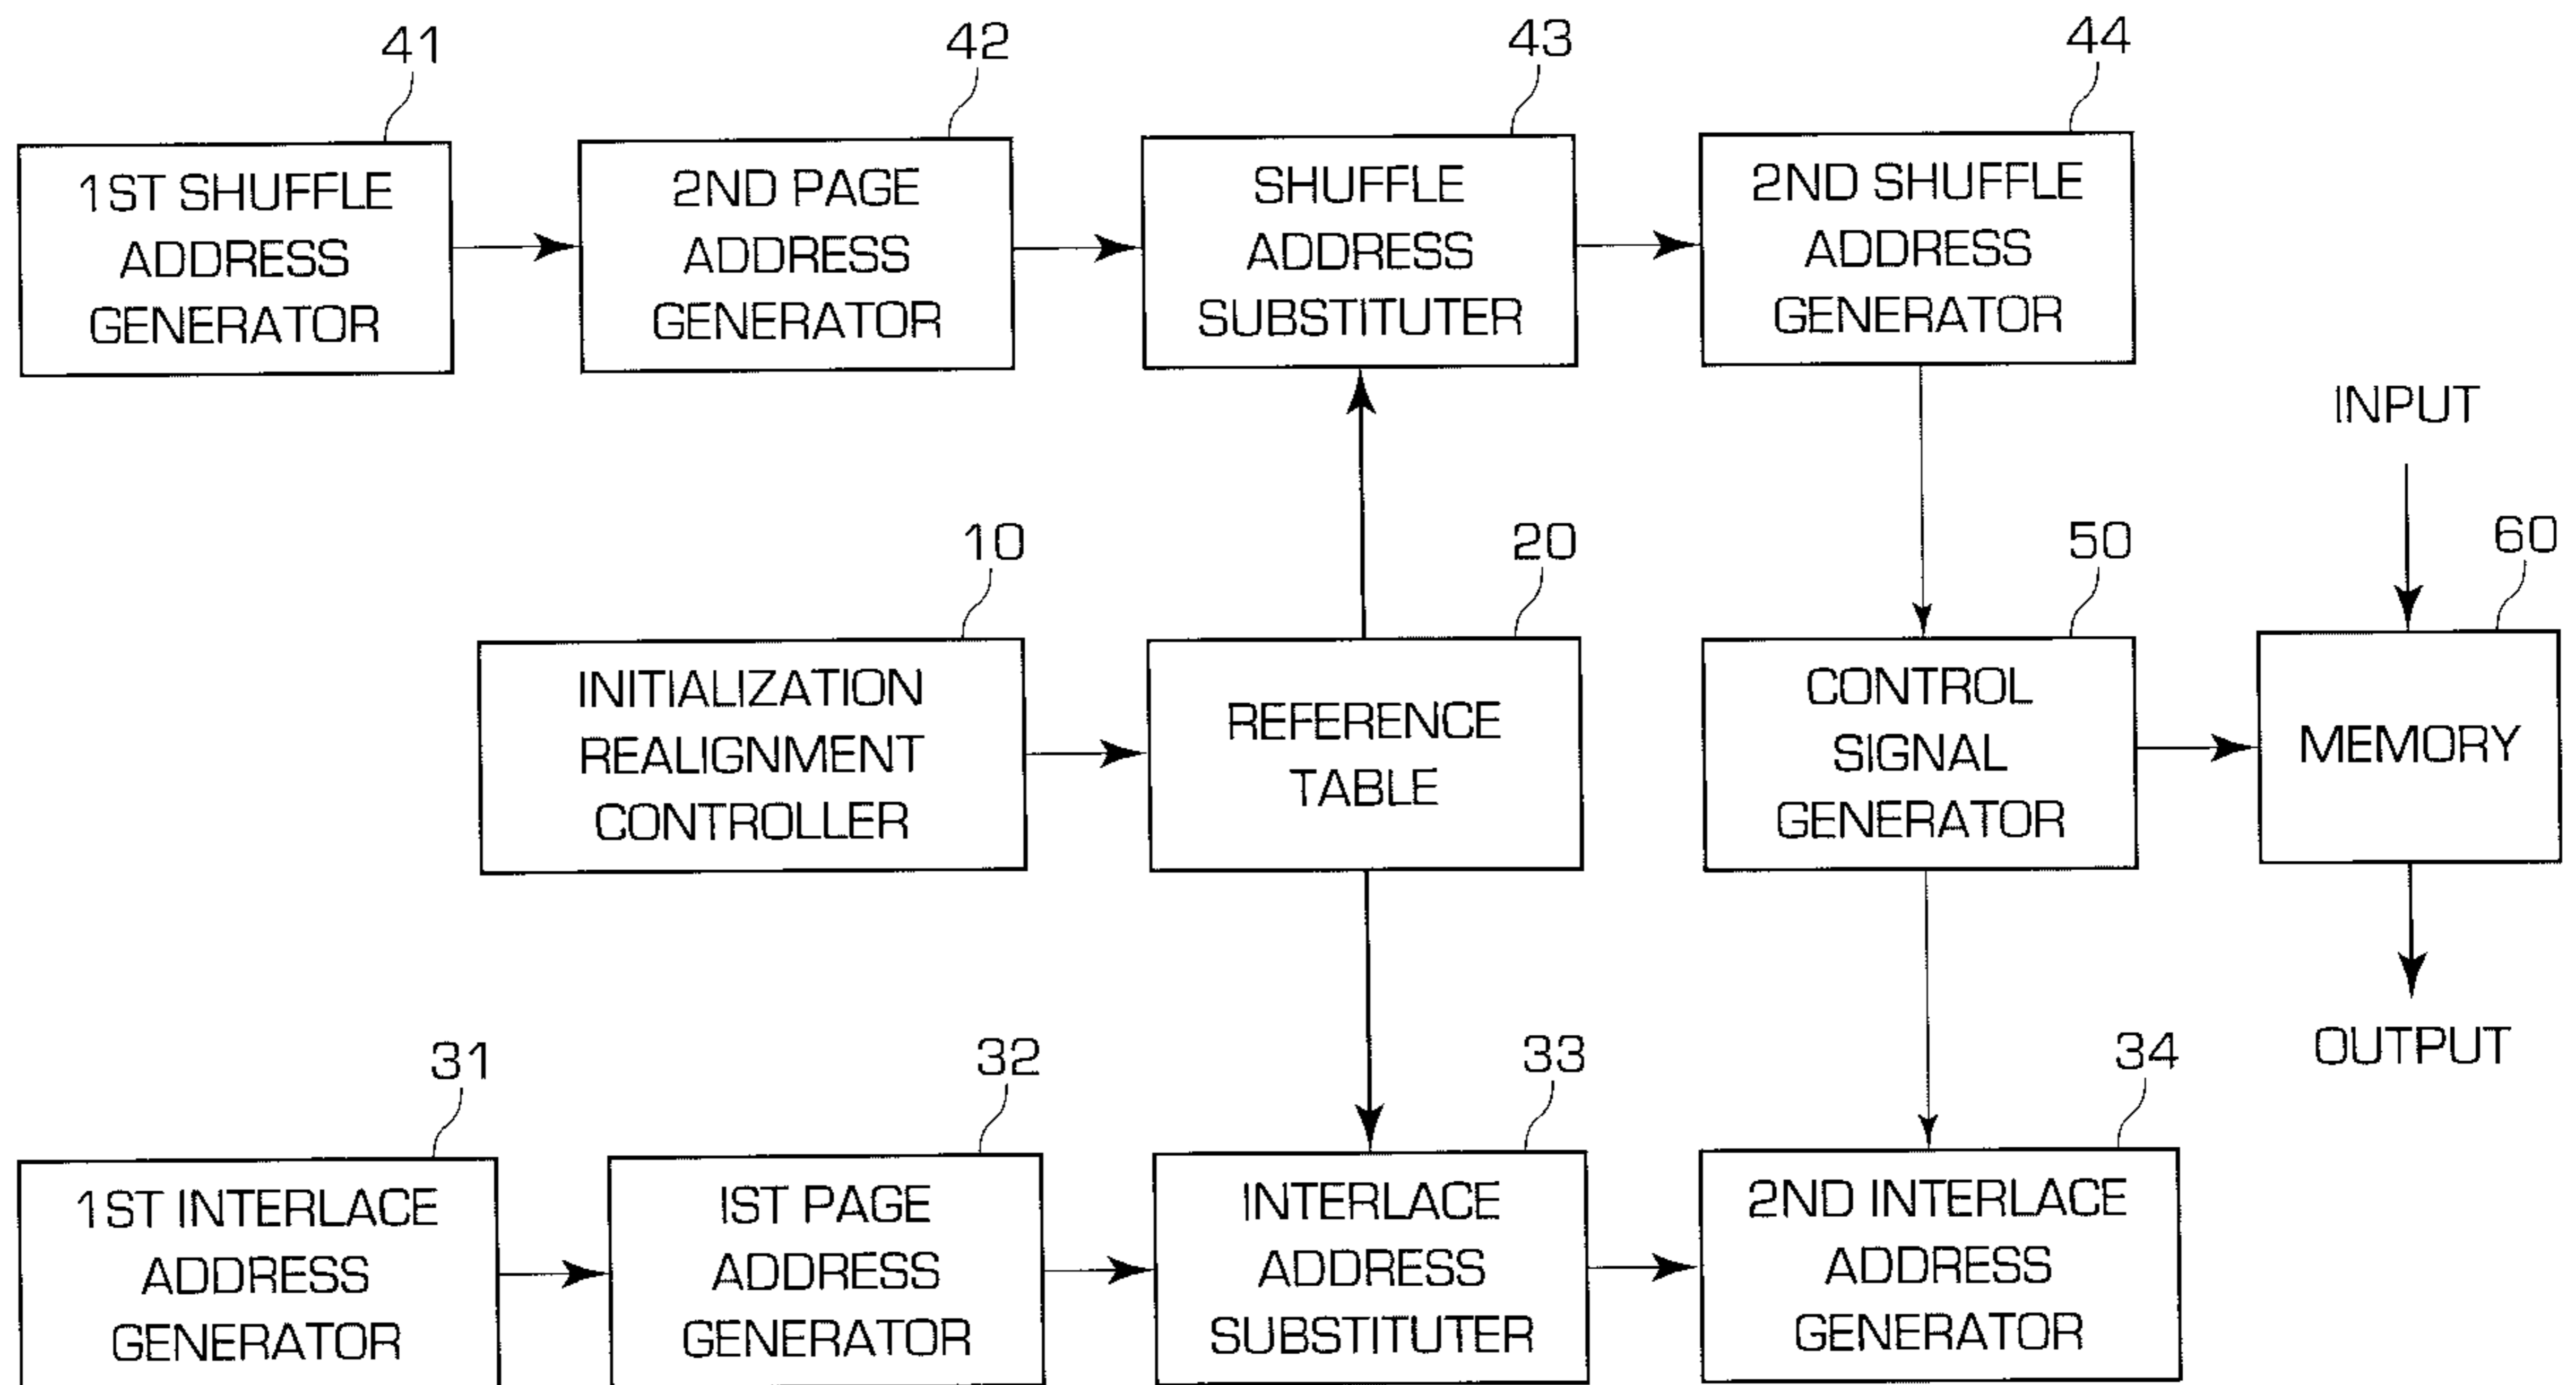 41
42
43
44
1ST SHUFFLE
ADDRESS
GENERATOR
2ND PAGE
ADDRESS
GENERATOR
SHUFFLE
ADDRESS
SUBSTITUTER
2ND SHUFFLE
ADDRESS
GENERATOR
INPUT
10
20
50
60
INITIALIZATION
REALIGNMENT
CONTROLLER
REFERENCE
TABLE
CONTROL
SIGNAL
GENERATOR
MEMORY
OUTPUT
31
32
33
34
1ST INTERLACE
ADDRESS
GENERATOR
IST PAGE
ADDRESS
GENERATOR
INTERLACE
ADDRESS
SUBSTITUTER
2ND INTERLACE
ADDRESS
GENERATOR